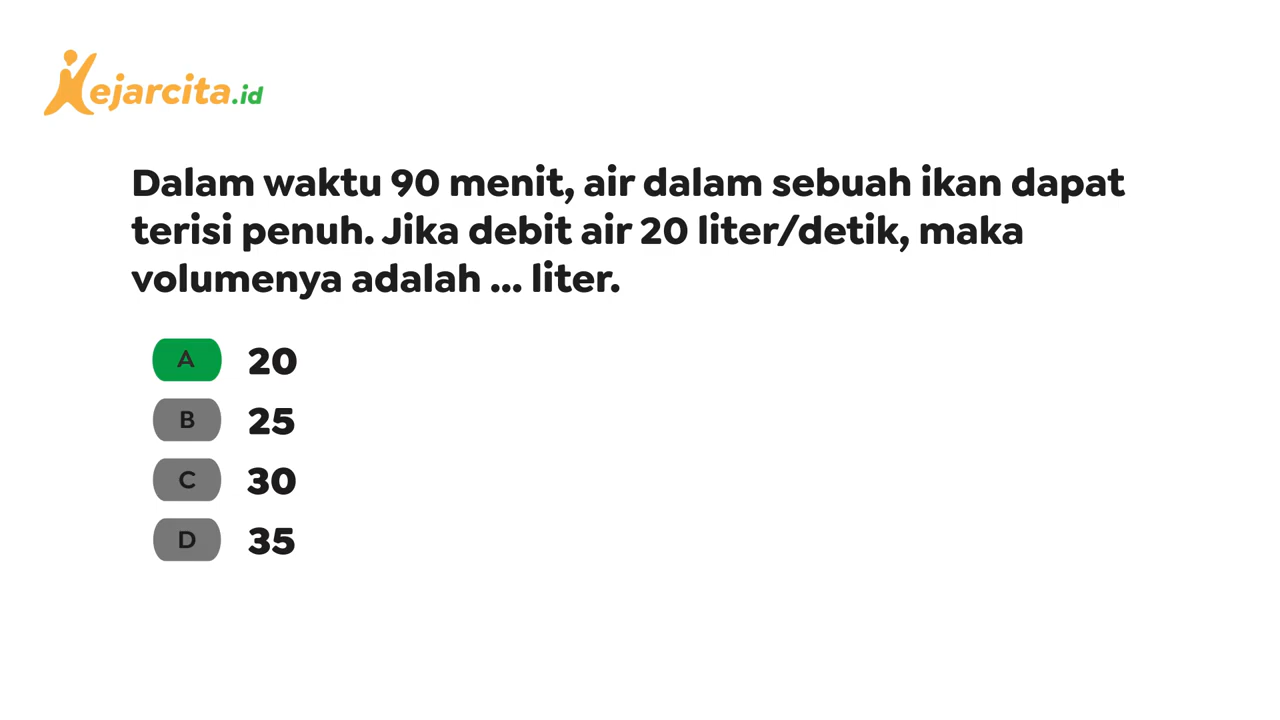 Kejarcita.id
Dalam waktu 90 menit, air dalam sebuah ikan dapat
terisi penuh. Jika debit air 20 liter/detik, maka
volumenya adalah ... liter.
A 20
B 25
C 30
D 35